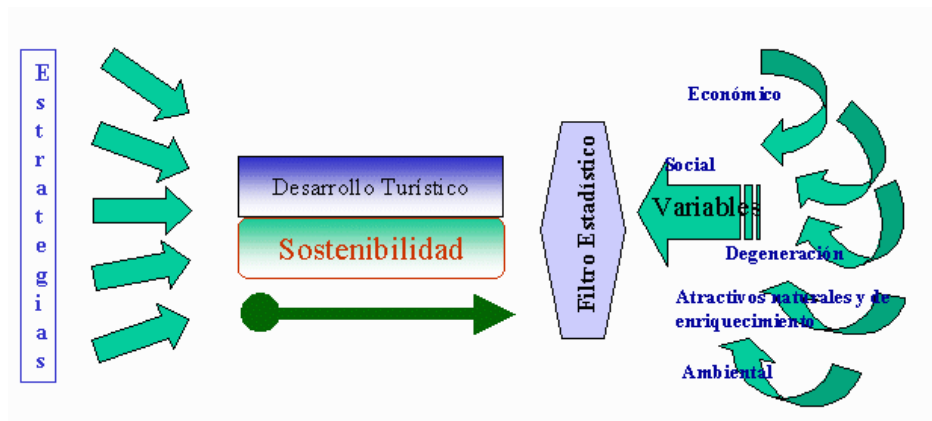 Estrategias
Desarrollo Turístico
Sostenibilidad
Filtro Estadístico
Económico
Social
Variables
Degeneración
Atractivos naturales y de
enriquecimiento
Ambiental